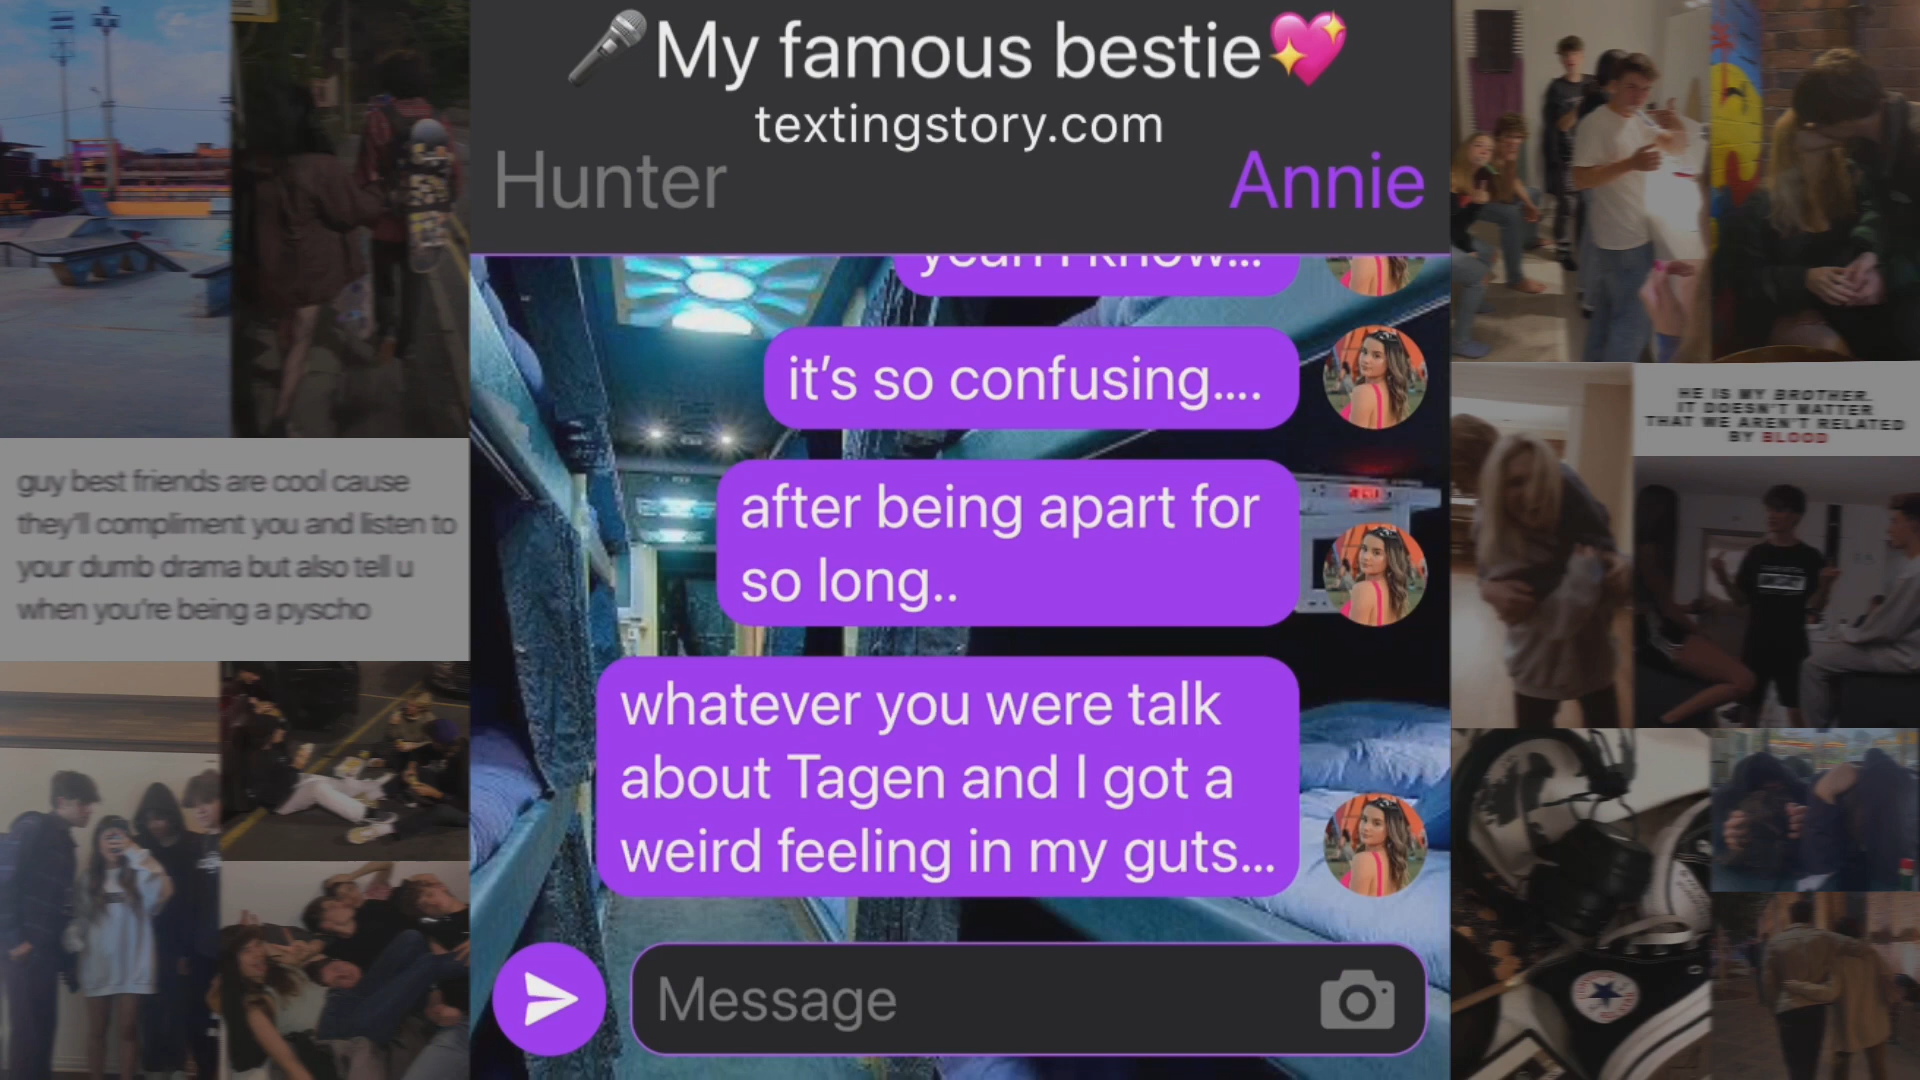 🎤My famous bestie💖
textingstory.com
Hunter
Annie
yeah I know...
it's so confusing....
after being apart for
so long..
whatever you were talk
about Tagen and I got a
weird feeling in my guts...
Message
guy best friends are cool cause
they'll compliment you and listen to
your dumb drama but also tell u
when you're being a pyscho
HE IS MY BROTHER.
IT DOESN'T MATTER
THAT WE AREN'T RELATED
BY BLOOD